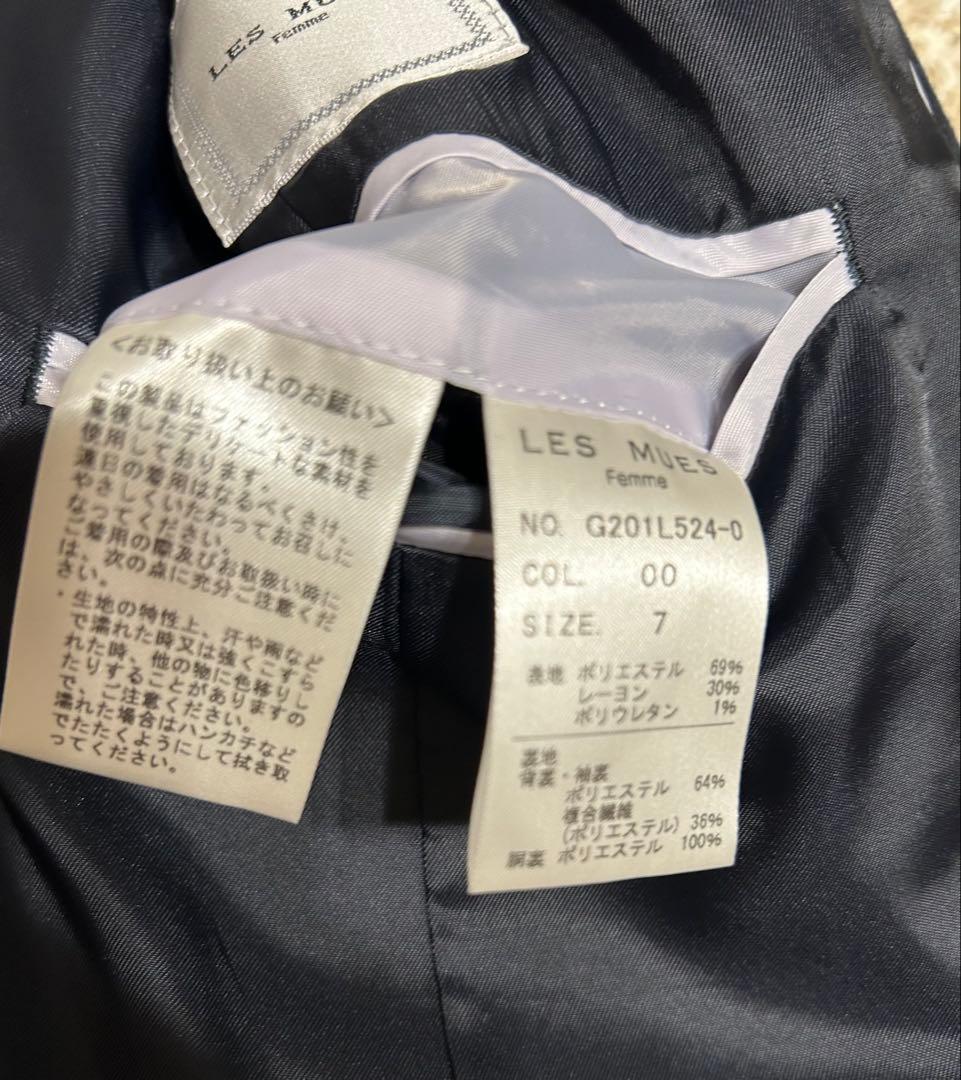 LES MU
Femme
<お取り扱い上のお願い>
この製品はファッション性を
重視したデリケートな素材を
使用しております。
連日の着用はなるべくさけ、
やさしくいたわってお召しに
なってください。
ご着用の際及びお取扱い時に
は、次の点に充分ご注意くだ
さい。
・生地の特性上、汗や雨など
で濡れた時又は強くこすら
れた時、他の物に色移りし
たりすることがありますの
で、ご注意ください。
濡れた場合はハンカチなど
でたたくようにして拭き取
ってください。
LES MUES
Femme
NO. G201L524-0
COL. 00
SIZE. 7
表地 ポリエステル 69%
レーヨン 30%
ポリウレタン 1%
裏地
背裏・袖裏
ポリエステル 64%
複合繊維
(ポリエステル) 36%
胴裏 ポリエステル 100%